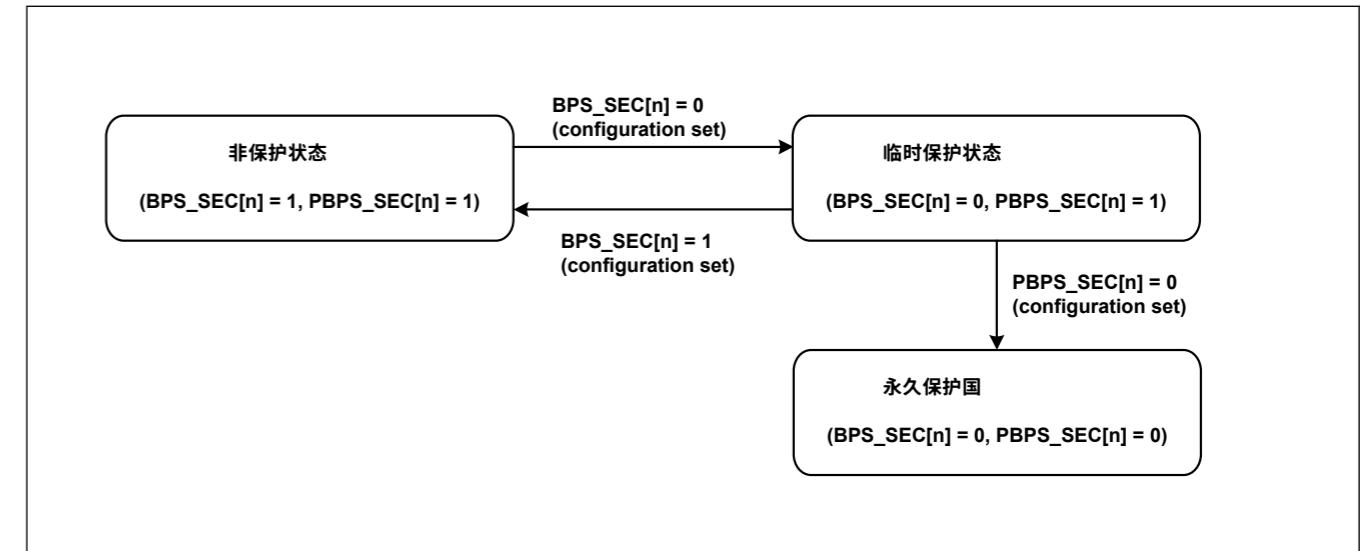 BPS_SEC[n] = 0
(configuration set)
非保护状态
(BPS_SEC[n] = 1, PBPS_SEC[n] = 1)
临时保护状态
(BPS_SEC[n] = 0, PBPS_SEC[n] = 1)
BPS_SEC[n] = 1
(configuration set)
PBPS_SEC[n] = 0
(configuration set)
永久保护国
(BPS_SEC[n] = 0, PBPS_SEC[n] = 0)